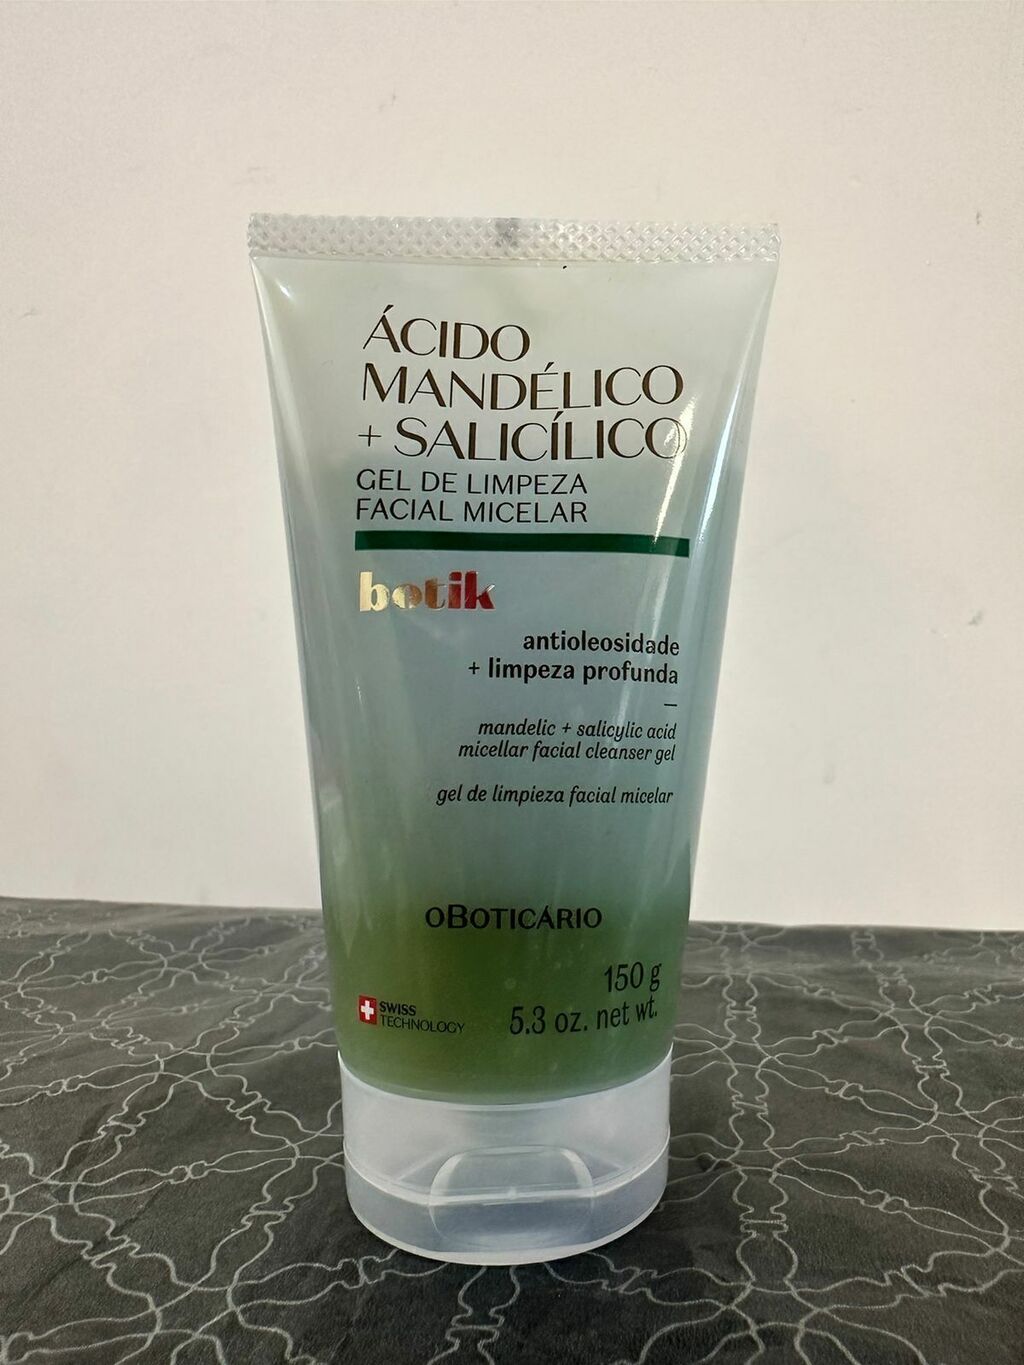 ÁCIDO
MANDÉLICO
+ SALICÍLICO
GEL DE LIMPEZA
FACIAL MICELAR
botik
antioleosidade
+ limpeza profunda
—
mandelic + salicylic acid
micellar facial cleanser gel
gel de limpieza facial micelar
oBOTICÁRIO
150 g
5.3 oz. net wt.
SWISS
TECHNOLOGY